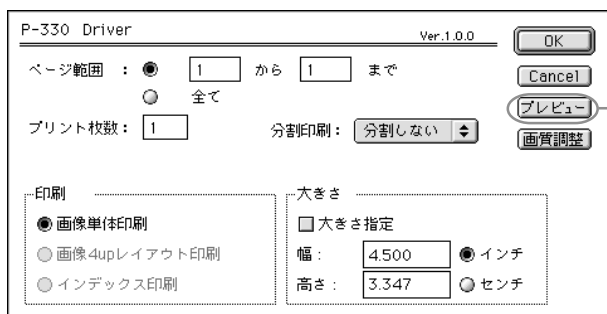 P-330 Driver Ver.1.0.0 OK
ページ範囲 : 1 から 1 まで Cancel
全て プレビュー
プリント枚数: 1 分割印刷: 分割しない 画質調整
印刷 大きさ
画像単体印刷 大きさ指定
画像4upレイアウト印刷 幅: 4.500 インチ
インデックス印刷 高さ: 3.347 センチ